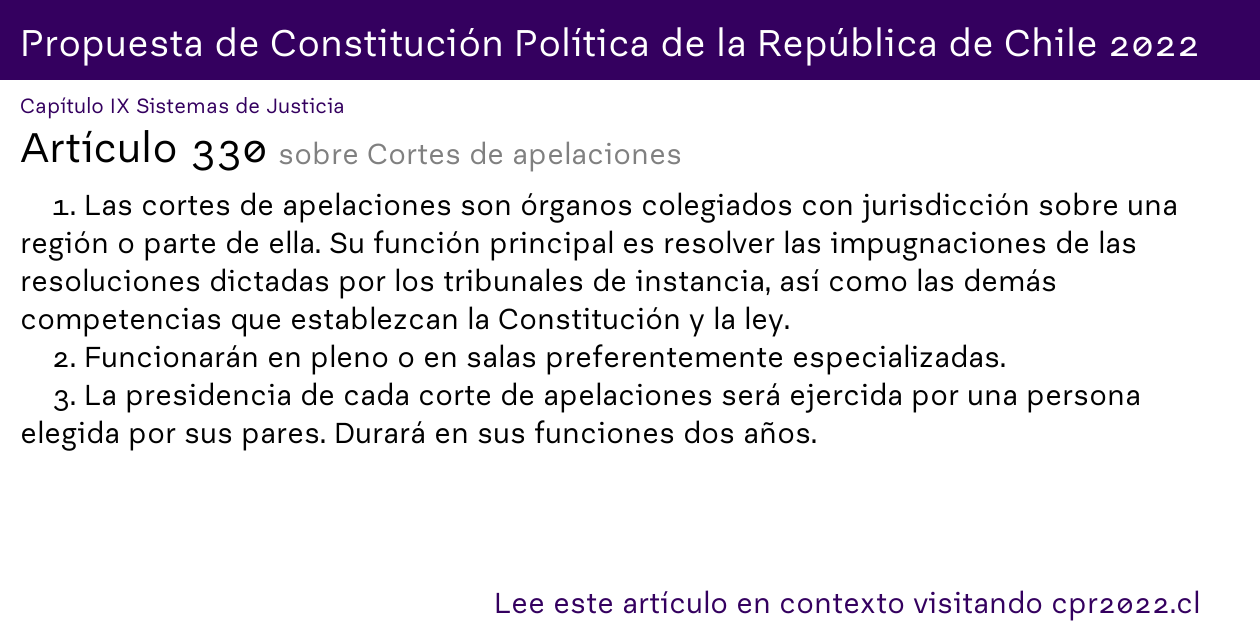 Propuesta de Constitución Política de la República de Chile 2022
Capítulo IX Sistemas de Justicia
Artículo 330 sobre Cortes de apelaciones
1. Las cortes de apelaciones son órganos colegiados con jurisdicción sobre una
región o parte de ella. Su función principal es resolver las impugnaciones de las
resoluciones dictadas por los tribunales de instancia, así como las demás
competencias que establezcan la Constitución y la ley.
2. Funcionarán en pleno o en salas preferentemente especializadas.
3. La presidencia de cada corte de apelaciones será ejercida por una persona
elegida por sus pares. Durará en sus funciones dos años.
Lee este artículo en contexto visitando cpr2022.cl